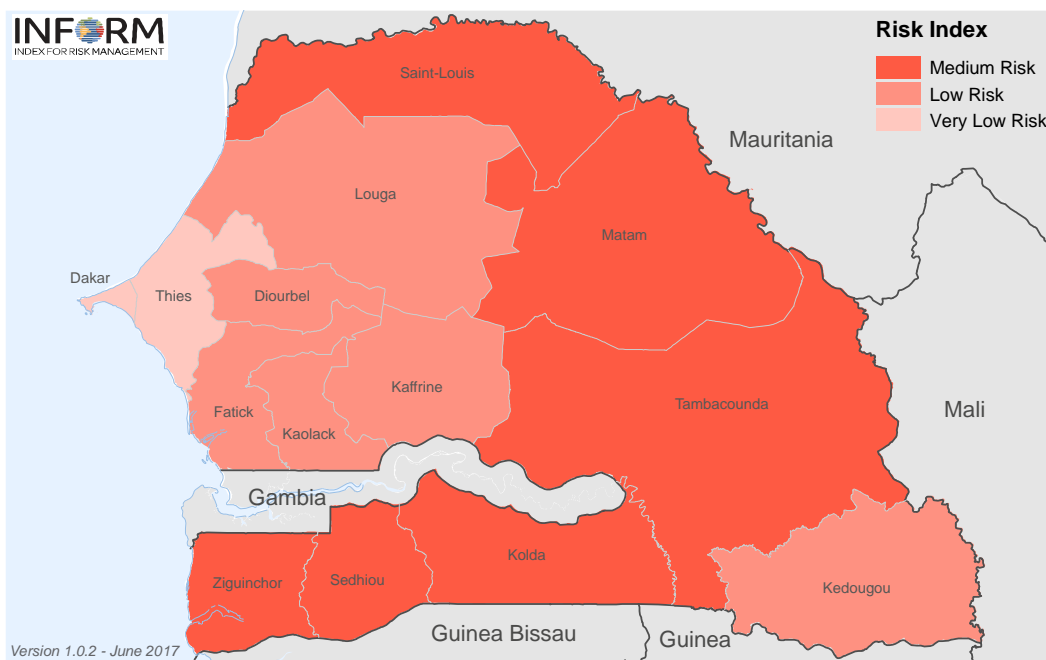 INFORM
INDEX FOR RISK MANAGEMENT
Risk Index
Medium Risk
Low Risk
Very Low Risk
Saint-Louis
Mauritania
Louga
Matam
Dakar
Thies
Diourbel
Kaffrine
Tambacounda
Mali
Fatick
Kaolack
Gambia
Kolda
Ziguinchor
Sedhiou
Kedougou
Guinea Bissau
Guinea
Version 1.0.2 - June 2017